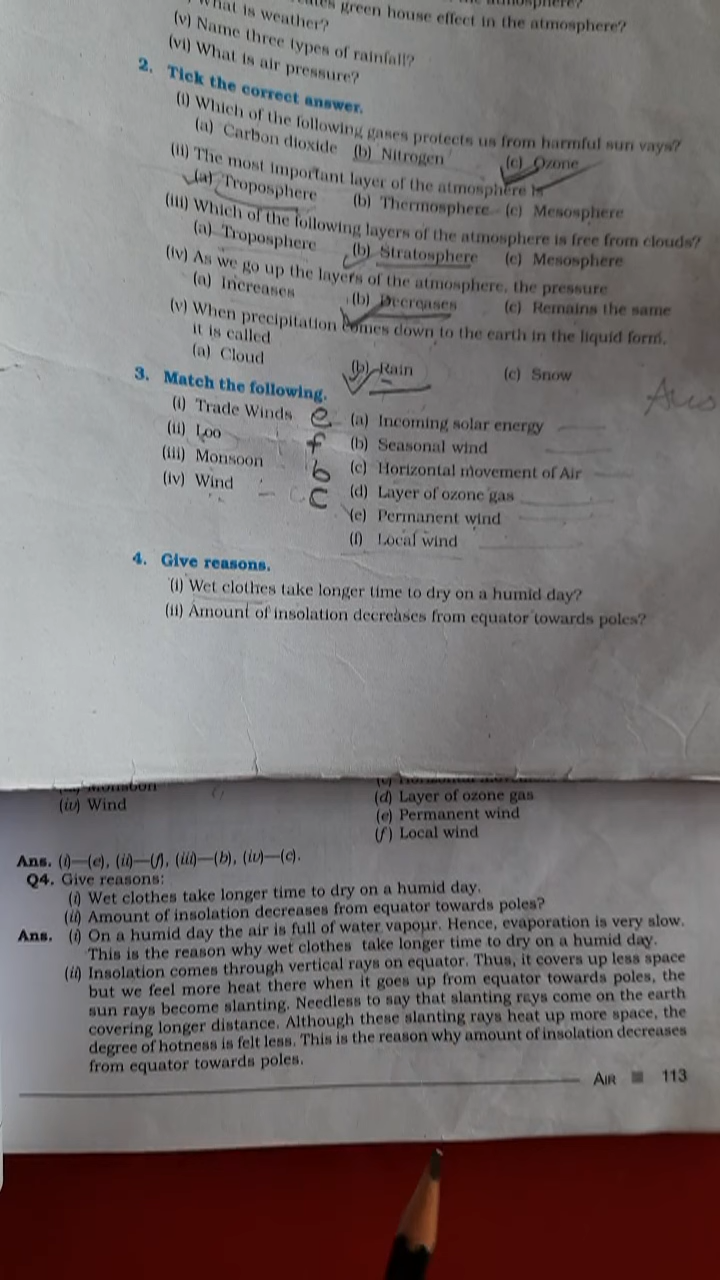 green house effect in the atmosphere?
What is weather?
(v) Name three types of rainfall?
(vi) What is air pressure?
2. Tick the correct answer.
(i) Which of the following gases protects us from harmful sun vays?
(a) Carbon dioxide (b) Nitrogen (c) Ozone
(ii) The most important layer of the atmosphere is
(a) Troposphere (b) Thermosphere (c) Mesosphere
(iii) Which of the following layers of the atmosphere is free from clouds?
(a) Troposphere (b) Stratosphere (c) Mesosphere
(iv) As we go up the layers of the atmosphere, the pressure
(a) Increases (b) Decreases (c) Remains the same
(v) When precipitation comes down to the earth in the liquid form,
it is called
(a) Cloud (b) Rain (c) Snow
Ans
3. Match the following.
(i) Trade Winds e (a) Incoming solar energy
(ii) Loo f (b) Seasonal wind
(iii) Monsoon b (c) Horizontal movement of Air
(iv) Wind c (d) Layer of ozone gas
(e) Permanent wind
(f) Local wind
4. Give reasons.
(i) Wet clothes take longer time to dry on a humid day?
(ii) Amount of insolation decreases from equator towards poles?
(iv) Wind (d) Layer of ozone gas
(e) Permanent wind
(f) Local wind
Ans. (i)—(e), (ii)—(f), (iii)—(b), (iv)—(c).
Q4. Give reasons:
(i) Wet clothes take longer time to dry on a humid day.
(ii) Amount of insolation decreases from equator towards poles?
Ans. (i) On a humid day the air is full of water vapour. Hence, evaporation is very slow.
This is the reason why wet clothes take longer time to dry on a humid day.
(ii) Insolation comes through vertical rays on equator. Thus, it covers up less space
but we feel more heat there when it goes up from equator towards poles, the
sun rays become slanting. Needless to say that slanting rays come on the earth
covering longer distance. Although these slanting rays heat up more space, the
degree of hotness is felt less. This is the reason why amount of insolation decreases
from equator towards poles.
AIR 113